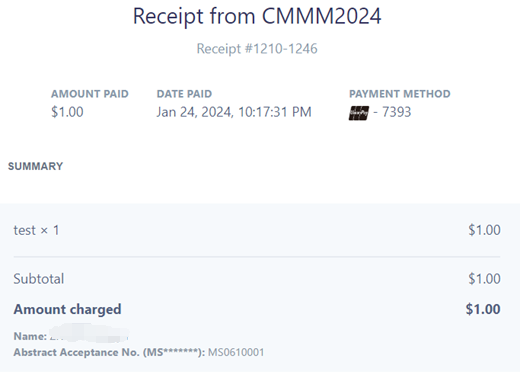 Receipt from CMMM2024
Receipt #1210-1246
AMOUNT PAID DATE PAID PAYMENT METHOD
$1.00 Jan 24, 2024, 10:17:31 PM - 7393
SUMMARY
test × 1 $1.00
Subtotal $1.00
Amount charged $1.00
Name:
Abstract Acceptance No. (MS*******): MS0610001